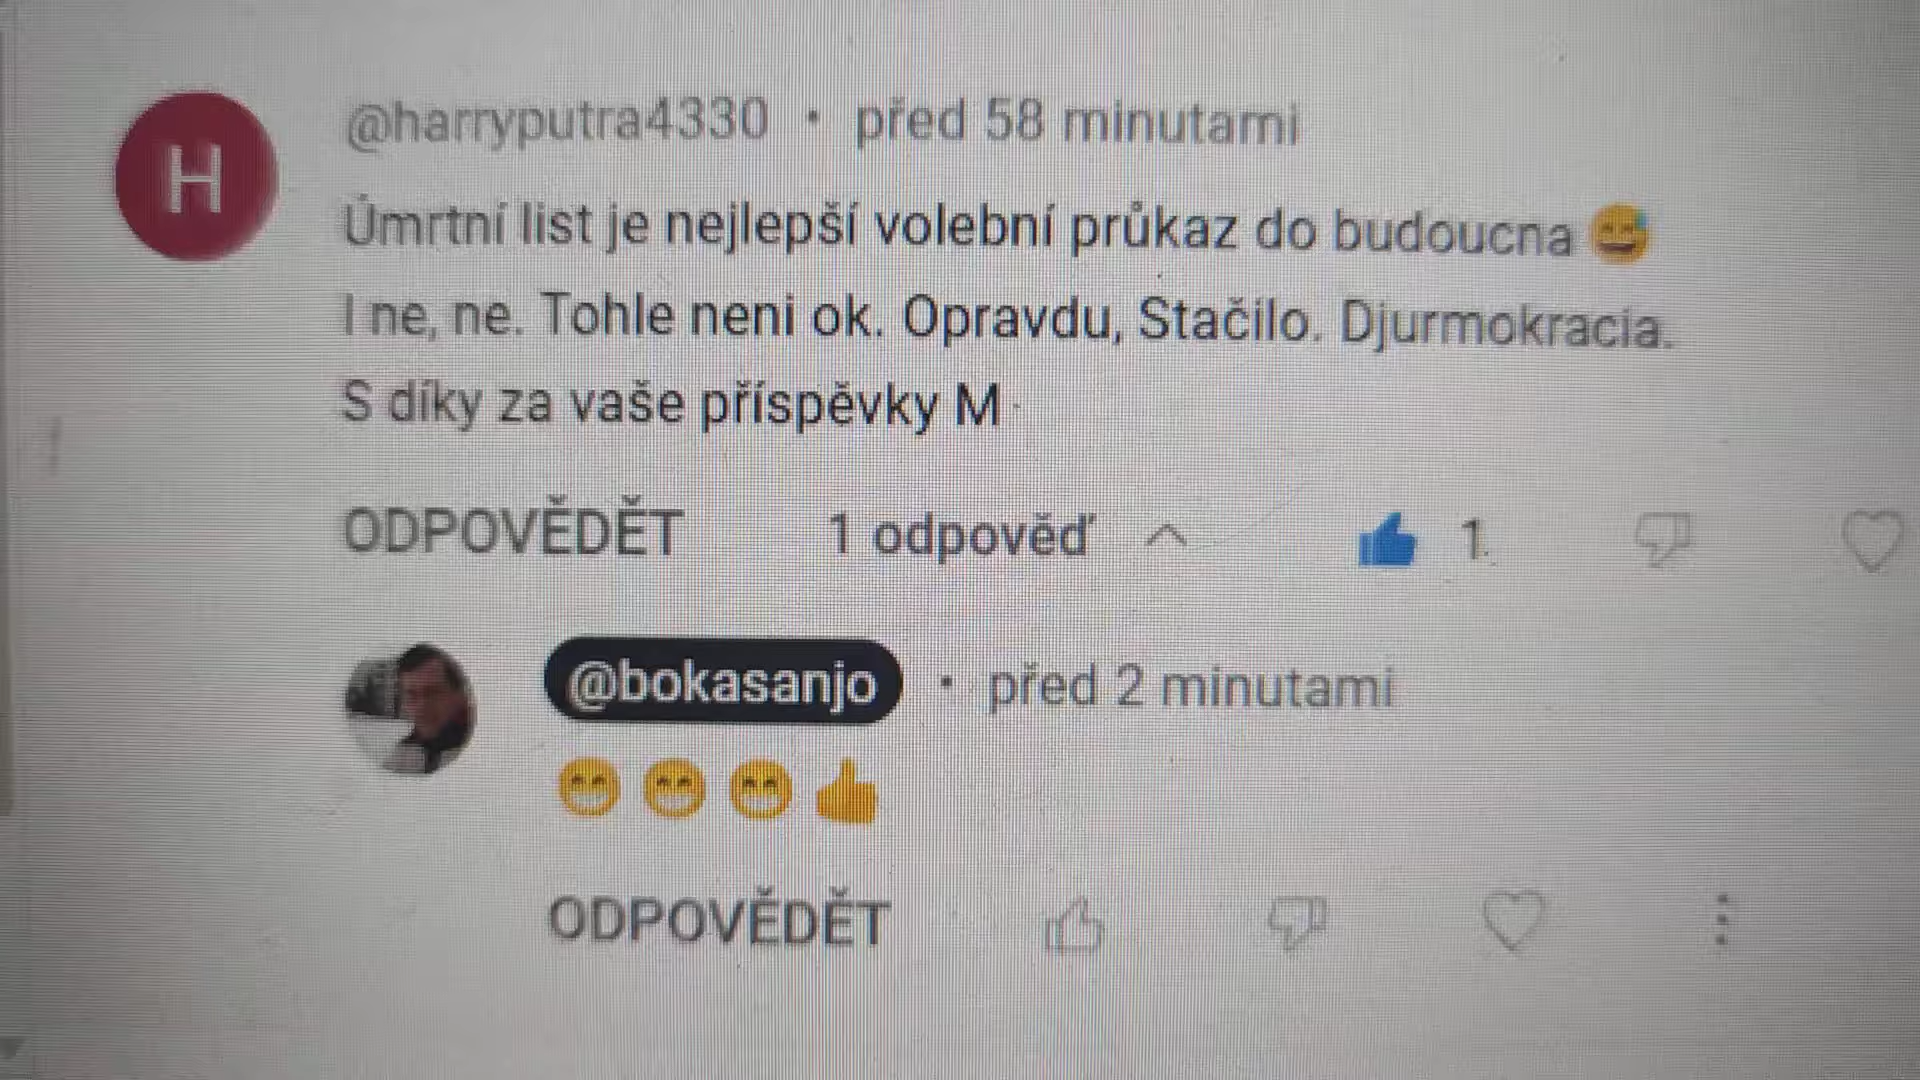 H
@harryputra4330 • před 58 minutami
Úmrtní list je nejlepší volební průkaz do budoucna 😅
I ne, ne. Tohle neni ok. Opravdu, Stačilo. Djurmokracia.
S díky za vaše příspěvky M
ODPOVĚDĚT 1 odpověď 1
@bokasanjo • před 2 minutami
😁 😁 😁 👍
ODPOVĚDĚT